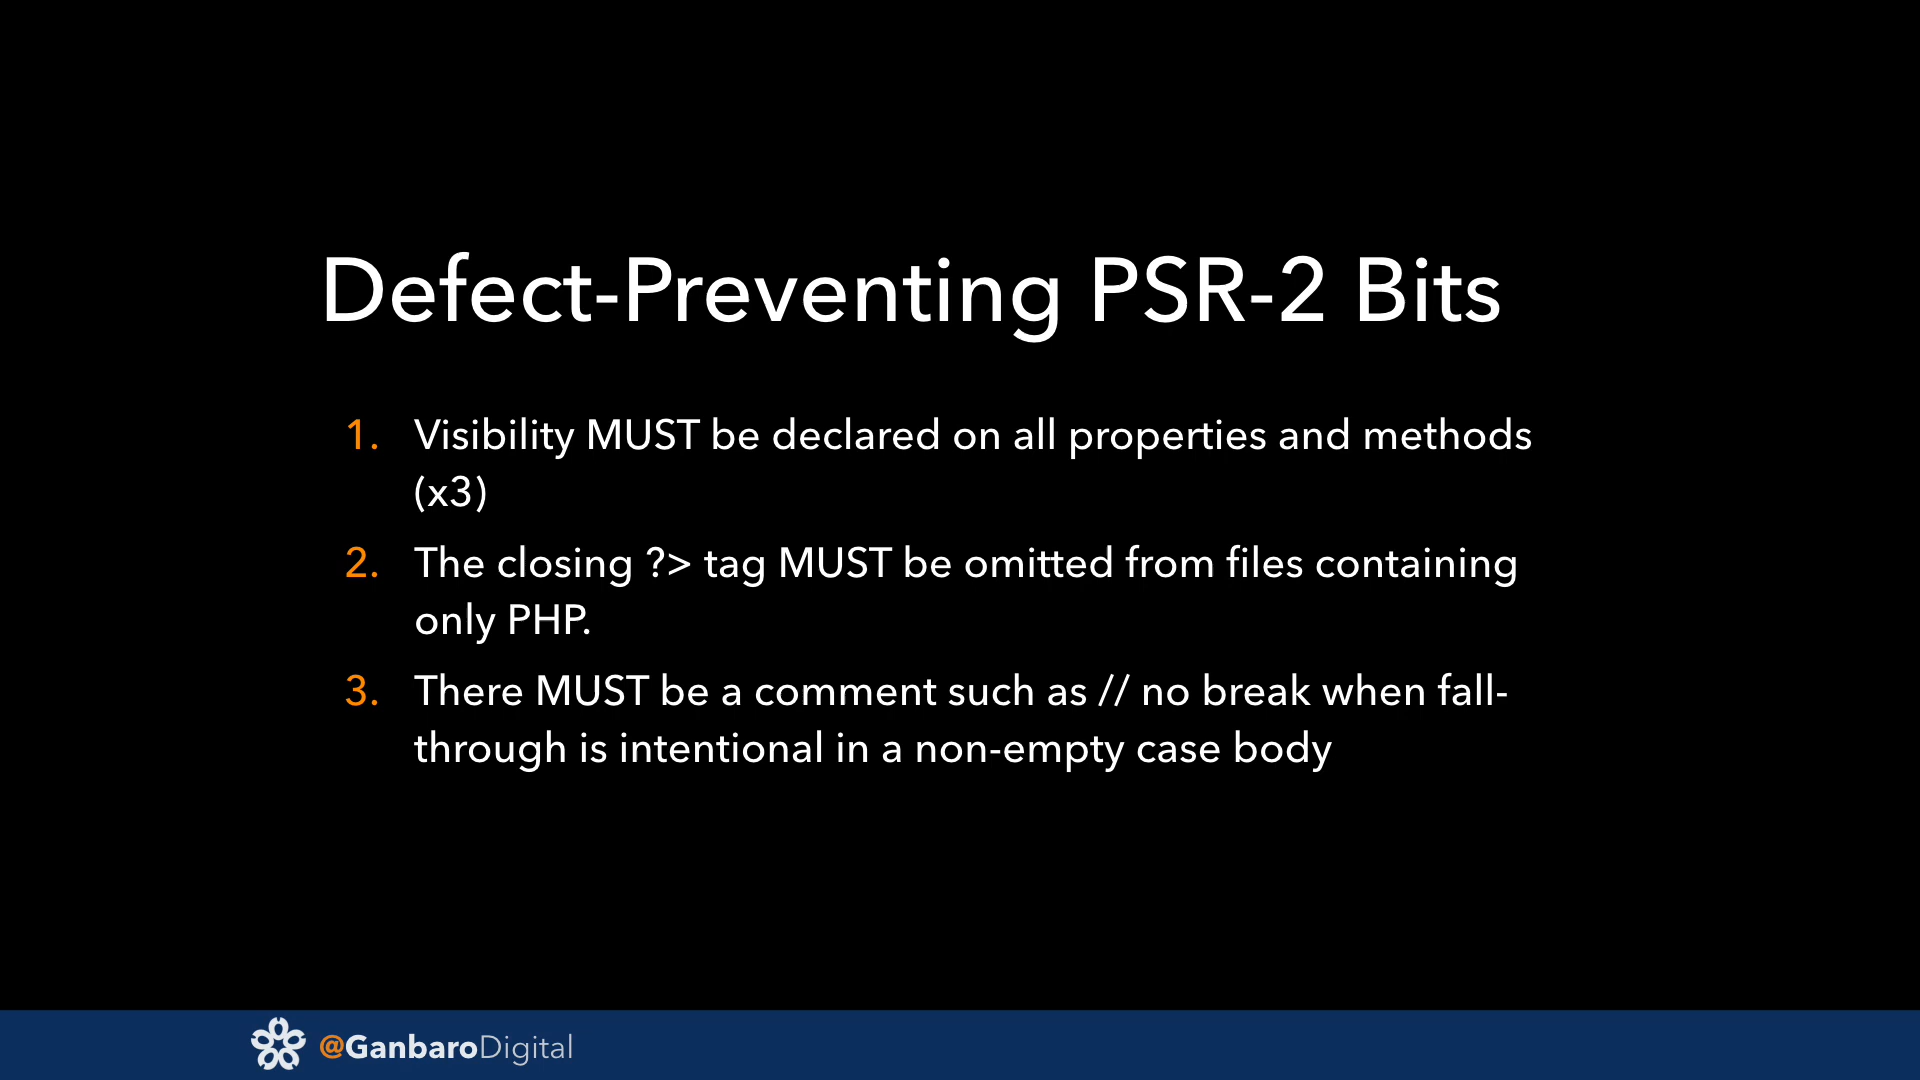 Defect-Preventing PSR-2 Bits
1. Visibility MUST be declared on all properties and methods
(x3)
2. The closing ?> tag MUST be omitted from files containing
only PHP.
3. There MUST be a comment such as // no break when fall-
through is intentional in a non-empty case body
@GanbaroDigital